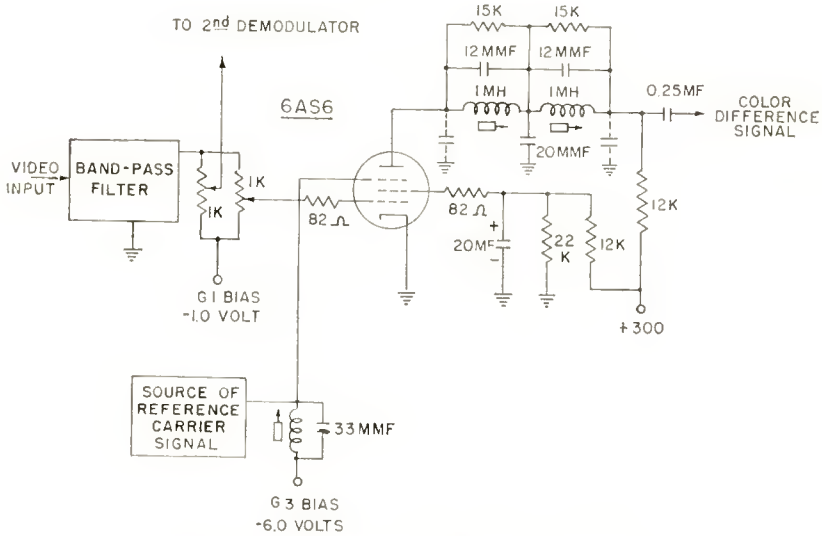 15K
15K
TO 2nd DEMODULATOR
12 MMF
12 MMF
6AS6
1MH
1MH
0.25MF
COLOR
DIFFERENCE
SIGNAL
20MMF
VIDEO
INPUT
BAND-PASS
FILTER
1K
1K
82 Ω
82 Ω
12K
20MF
+
-
22
K
12K
G1 BIAS
-1.0 VOLT
+300
SOURCE OF
REFERENCE
CARRIER
SIGNAL
33MMF
G3 BIAS
-6.0 VOLTS